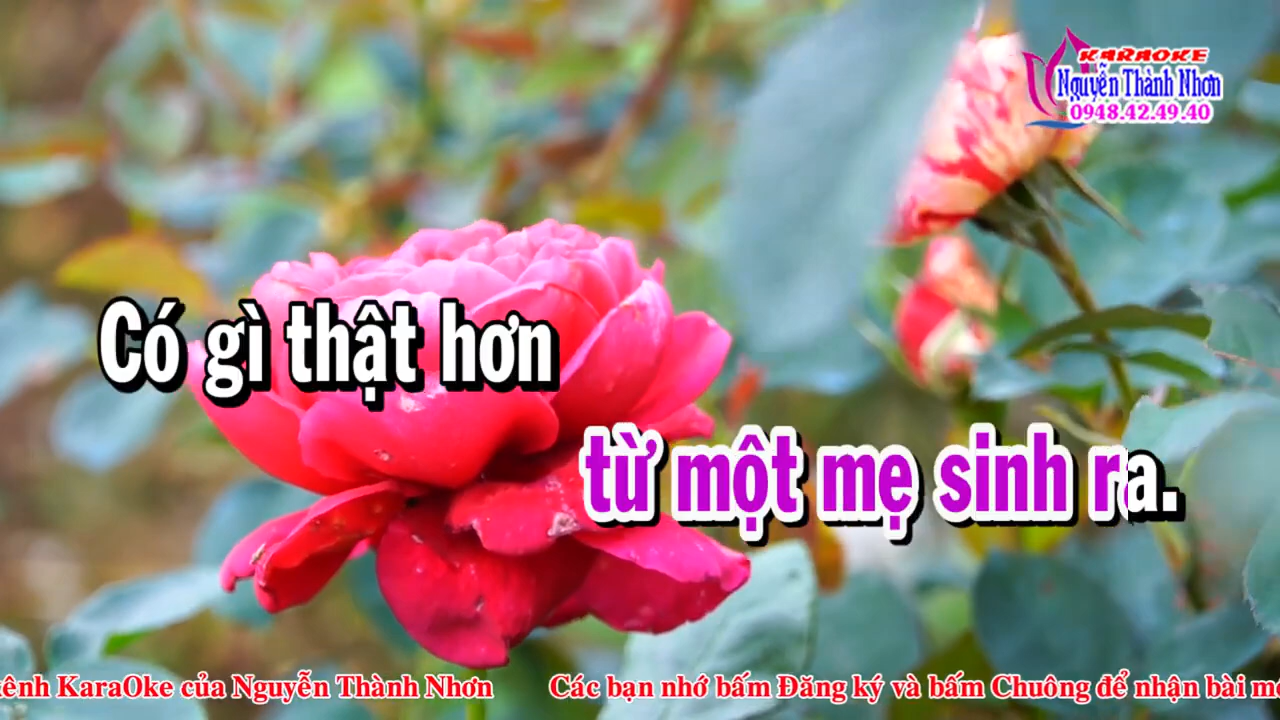 KARAOKE
Nguyễn Thành Nhơn
0948.42.49.40
Có gì thật hơn
từ một mẹ sinh ra.
kênh KaraOke của Nguyễn Thành Nhơn Các bạn nhớ bấm Đăng ký và bấm Chuông để nhận bài